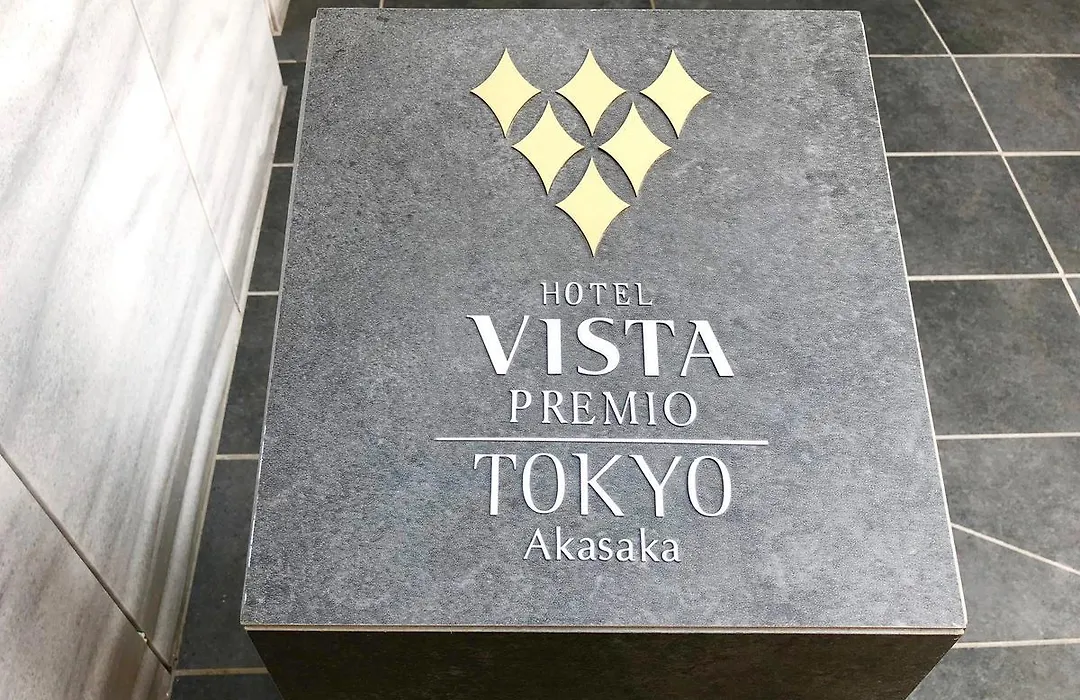 HOTEL
VISTA
PREMIO
TOKYO
Akasaka